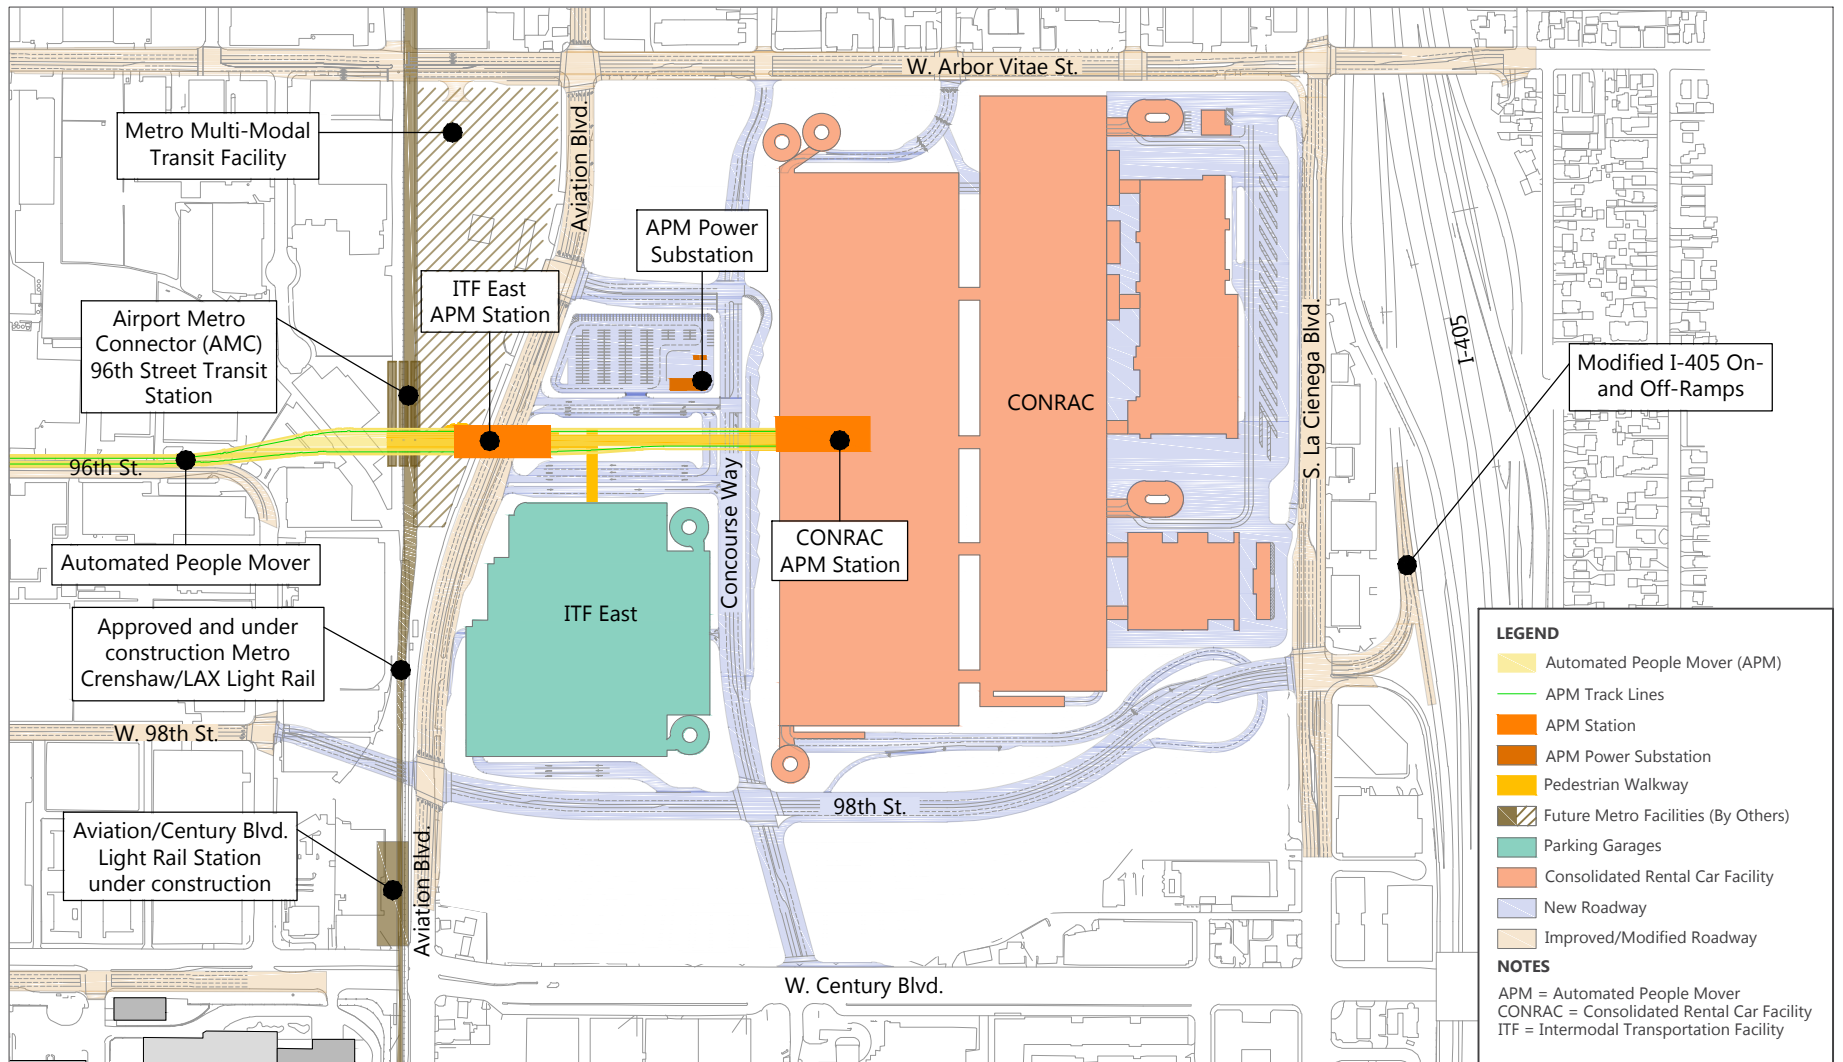 W. Arbor Vitae St.
Metro Multi-Modal
Transit Facility
Aviation Blvd.
APM Power
Substation
ITF East
APM Station
Airport Metro
Connector (AMC)
96th Street Transit
Station
I-405
Modified I-405 On-
and Off-Ramps
S. La Cienega Blvd.
CONRAC
96th St.
Concourse Way
CONRAC
APM Station
Automated People Mover
ITF East
Approved and under
construction Metro
Crenshaw/LAX Light Rail
W. 98th St.
98th St.
Aviation/Century Blvd.
Light Rail Station
under construction
Aviation Blvd.
W. Century Blvd.
LEGEND
Automated People Mover (APM)
APM Track Lines
APM Station
APM Power Substation
Pedestrian Walkway
Future Metro Facilities (By Others)
Parking Garages
Consolidated Rental Car Facility
New Roadway
Improved/Modified Roadway
NOTES
APM = Automated People Mover
CONRAC = Consolidated Rental Car Facility
ITF = Intermodal Transportation Facility